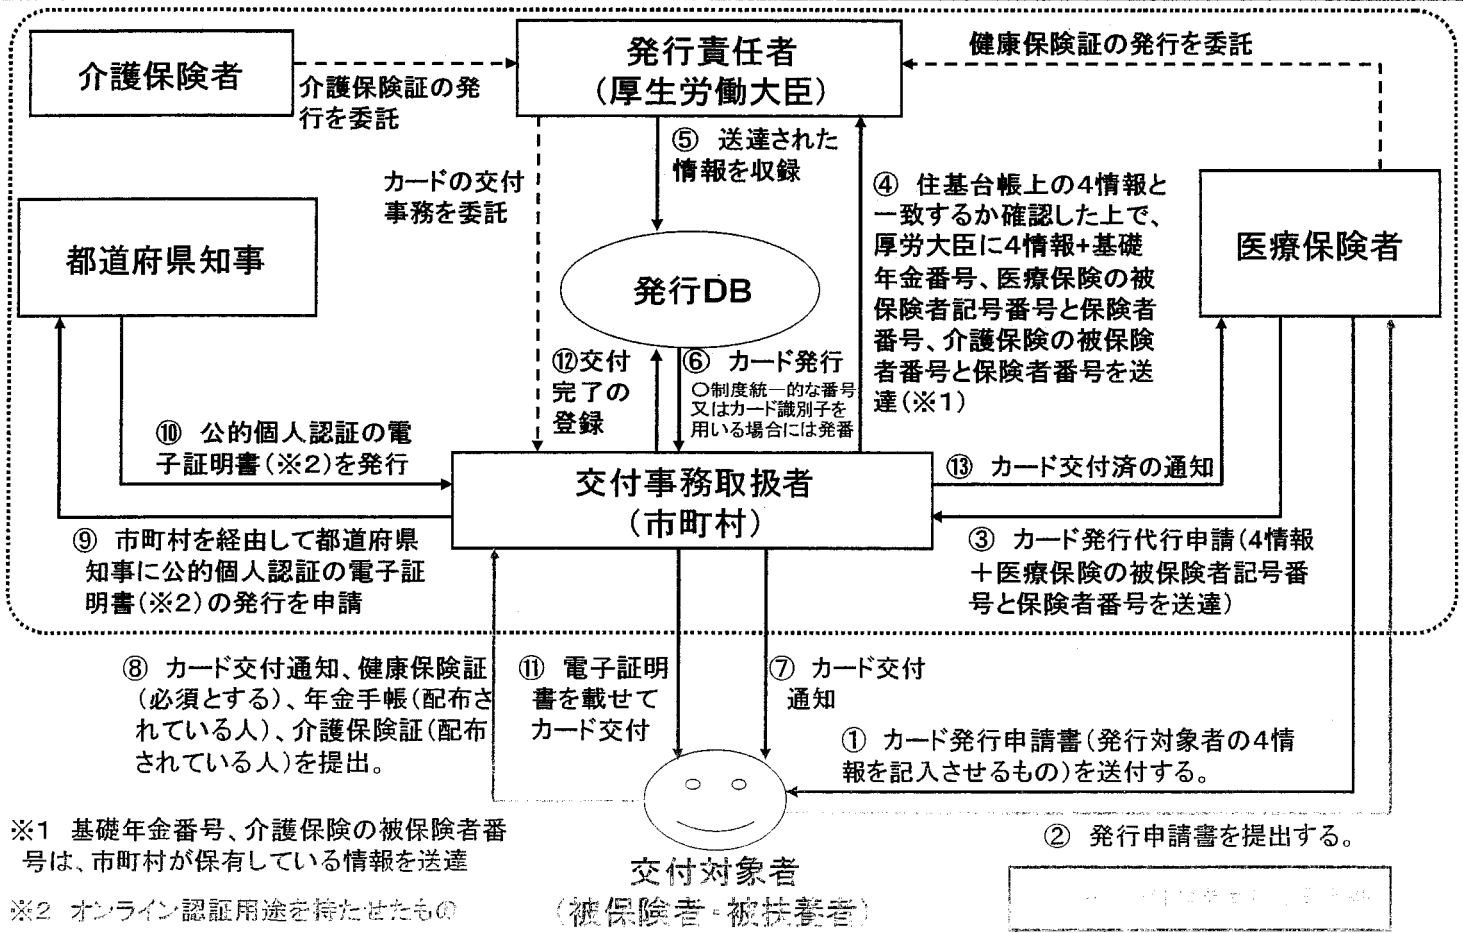 介護保険者
介護保険証の発
行を委託
発行責任者
(厚生労働大臣)
健康保険証の発行を委託
カードの交付
事務を委託
⑤ 送達された
情報を収録
④ 住基台帳上の4情報と
一致するか確認した上で、
厚労大臣に4情報+基礎
年金番号、医療保険の被
保険者記号番号と保険者
番号、介護保険の被保険
者番号と保険者番号を送
達(※1)
都道府県知事
医療保険者
発行DB
⑫交付
完了の
登録
⑥ カード発行
○制度統一的な番号
又はカード識別子を
用いる場合には発番
⑩ 公的個人認証の電
子証明書(※2)を発行
交付事務取扱者
(市町村)
⑬ カード交付済の通知
⑨ 市町村を経由して都道府県
知事に公的個人認証の電子証
明書(※2)の発行を申請
③ カード発行代行申請(4情報
+医療保険の被保険者記号番
号と保険者番号を送達)
⑧ カード交付通知、健康保険証
(必須とする)、年金手帳(配布さ
れている人)、介護保険証(配布
されている人)を提出。
⑪ 電子証明
書を載せて
カード交付
⑦ カード交付
通知
① カード発行申請書(発行対象者の4情
報を記入させるもの)を送付する。
② 発行申請書を提出する。
※1 基礎年金番号、介護保険の被保険者番
号は、市町村が保有している情報を送達
※2 オンライン認証用途を持たせたもの
交付対象者
(被保険者・被扶養者)